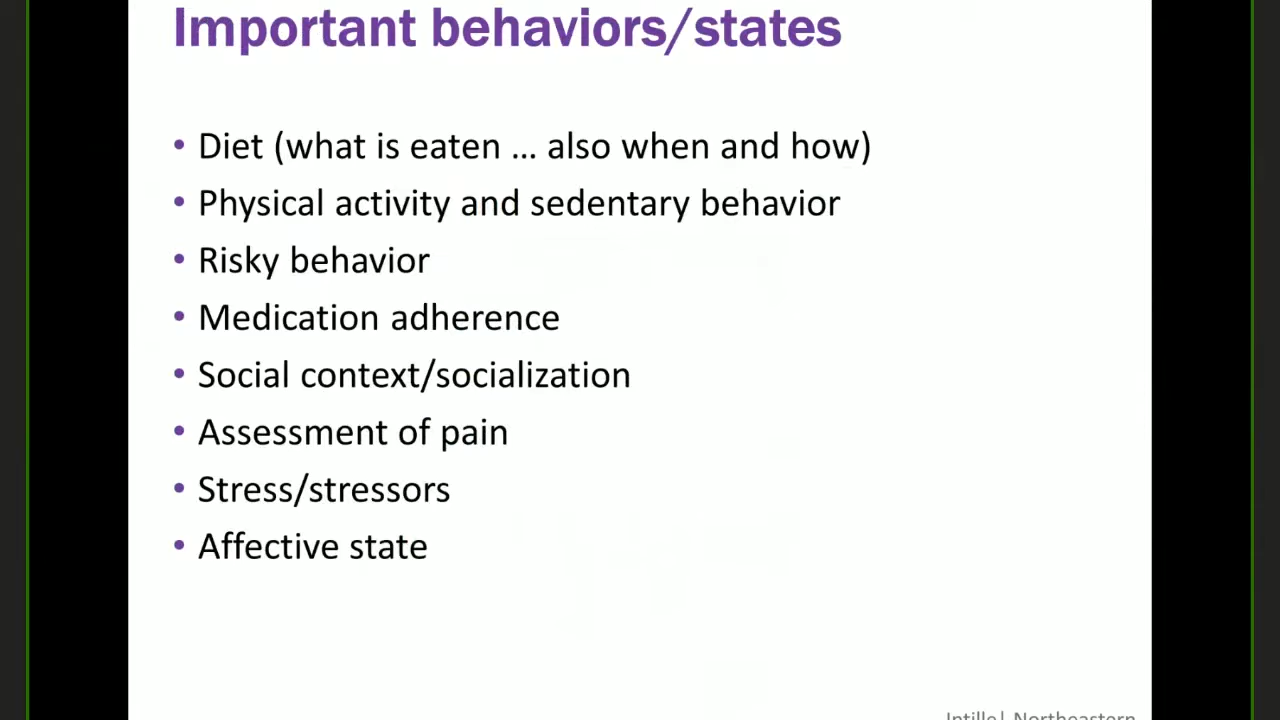 Important behaviors/states
• Diet (what is eaten … also when and how)
• Physical activity and sedentary behavior
• Risky behavior
• Medication adherence
• Social context/socialization
• Assessment of pain
• Stress/stressors
• Affective state
Intille| Northeastern